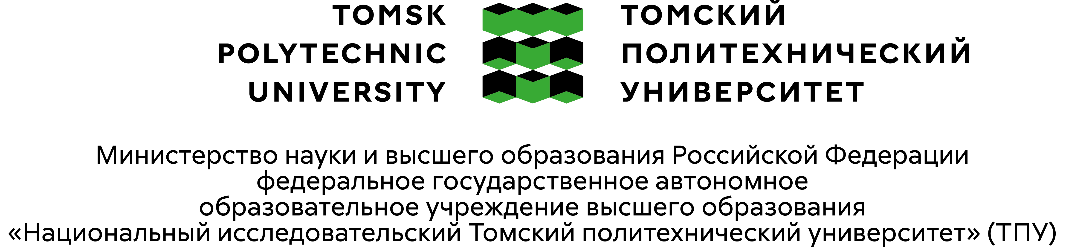 TOMSK
POLYTECHNIC
UNIVERSITY
ТОМСКИЙ
ПОЛИТЕХНИЧЕСКИЙ
УНИВЕРСИТЕТ
Министерство науки и высшего образования Российской Федерации
федеральное государственное автономное
образовательное учреждение высшего образования
«Национальный исследовательский Томский политехнический университет» (ТПУ)